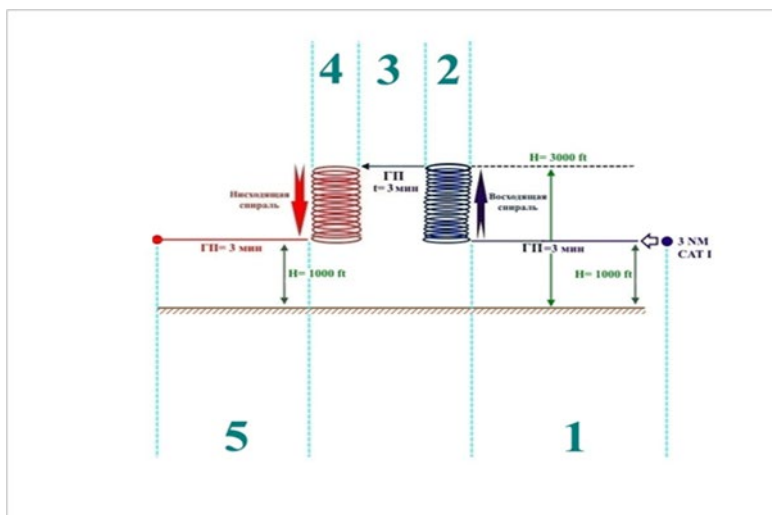 4 3 2
H= 3000 ft
ГП
t= 3 мин
Нисходящая
спираль
Восходящая
спираль
ГП= 3 мин
ГП=3 мин
3 NM
CAT I
H= 1000 ft
H= 1000 ft
5
1